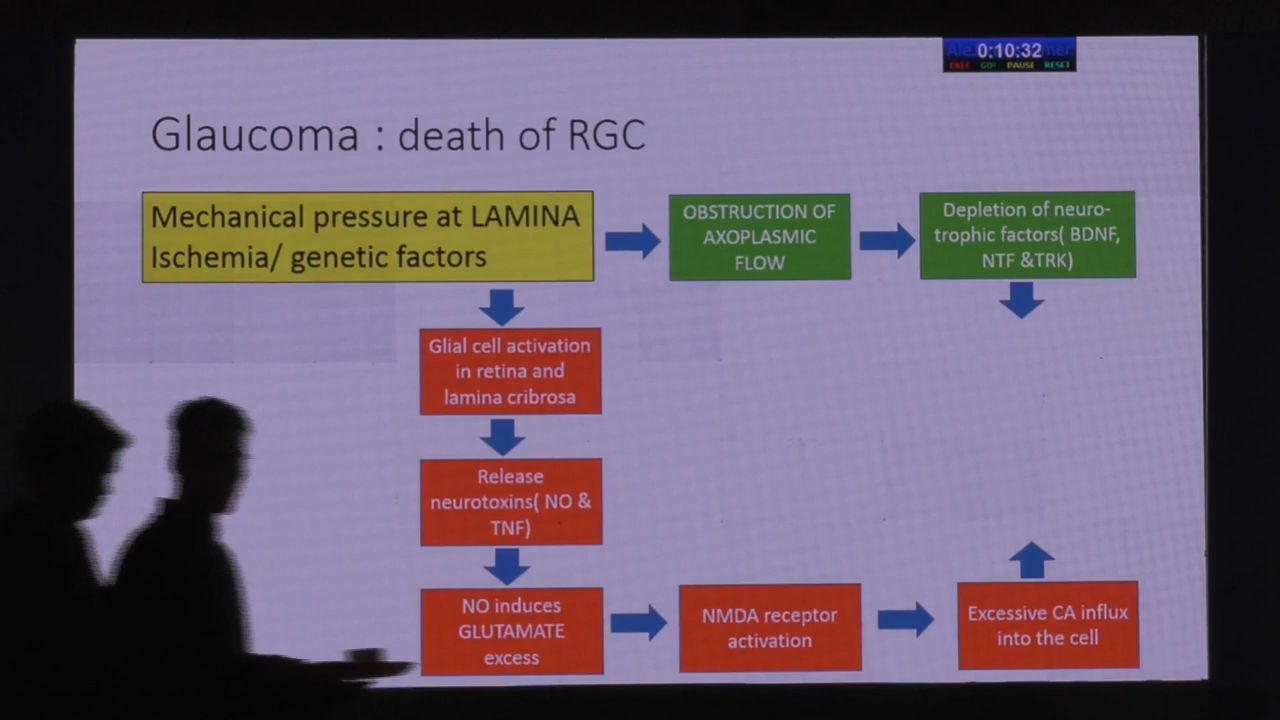 0:10:32
EXIT GO! PAUSE RESET
Glaucoma : death of RGC
Mechanical pressure at LAMINA
Ischemia/ genetic factors
OBSTRUCTION OF
AXOPLASMIC
FLOW
Depletion of neuro-
trophic factors( BDNF,
NTF &TRK)
Glial cell activation
in retina and
lamina cribrosa
Release
neurotoxins( NO &
TNF)
NO induces
GLUTAMATE
excess
NMDA receptor
activation
Excessive CA influx
into the cell